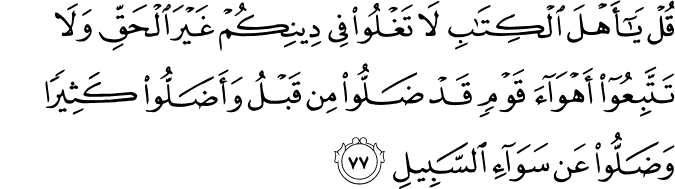 قُلۡ يَـٰٓأَهۡلَ ٱلۡكِتَـٰبِ لَا تَغۡلُواْ فِى دِينِكُمۡ غَيۡرَ ٱلۡحَقِّ وَلَا
تَتَّبِعُوٓاْ أَهۡوَآءَ قَوۡمٍ قَدۡ ضَلُّواْ مِن قَبۡلُ وَأَضَلُّواْ ڪَثِيرًا
وَضَلُّواْ عَن سَوَآءِ ٱلسَّبِيلِ ٧٧